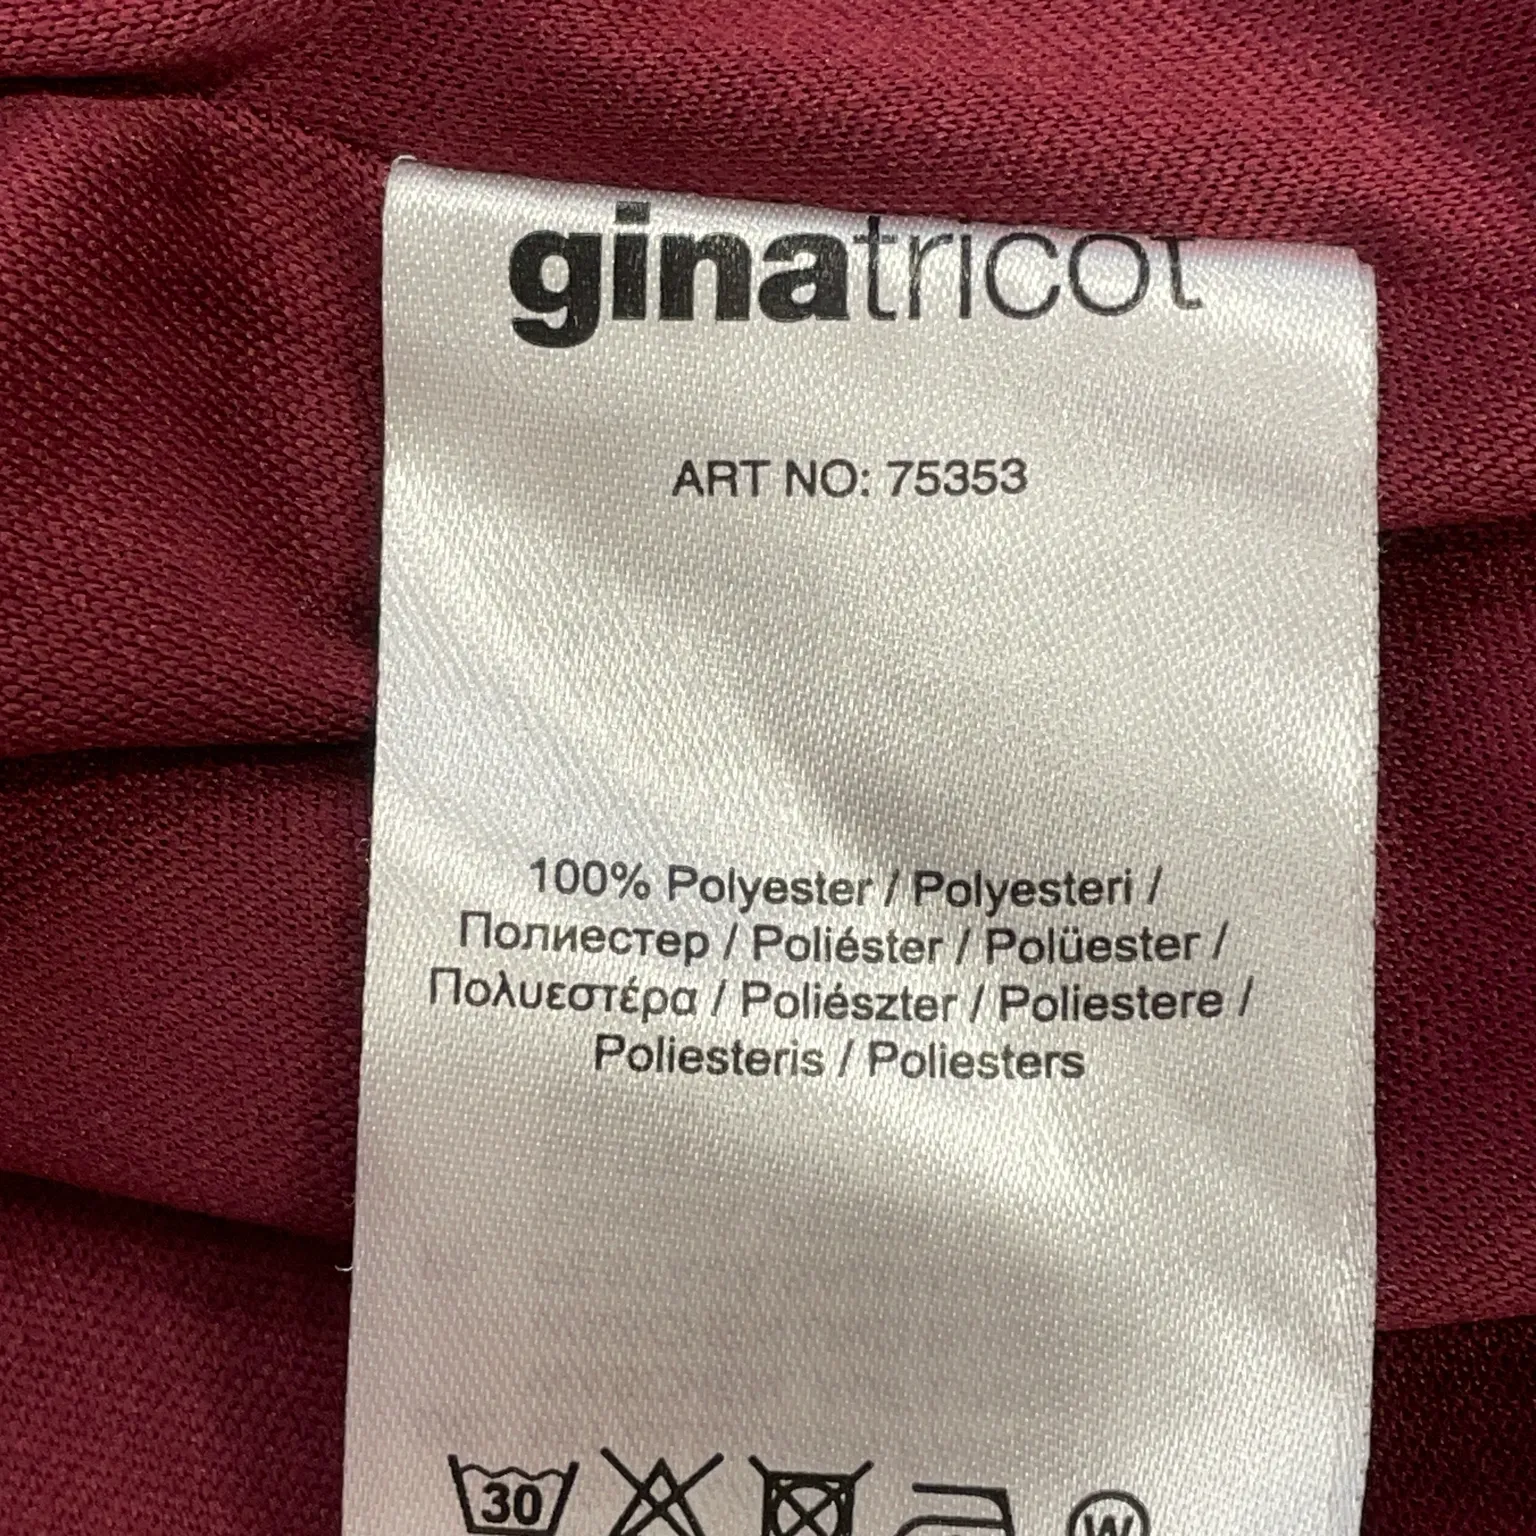 ginatricot
ART NO: 75353
100% Polyester / Polyesteri /
Полиестер / Poliéster / Polüester /
Πολυεστέρα / Poliészter / Poliestere /
Poliesteris / Poliesters
30
W